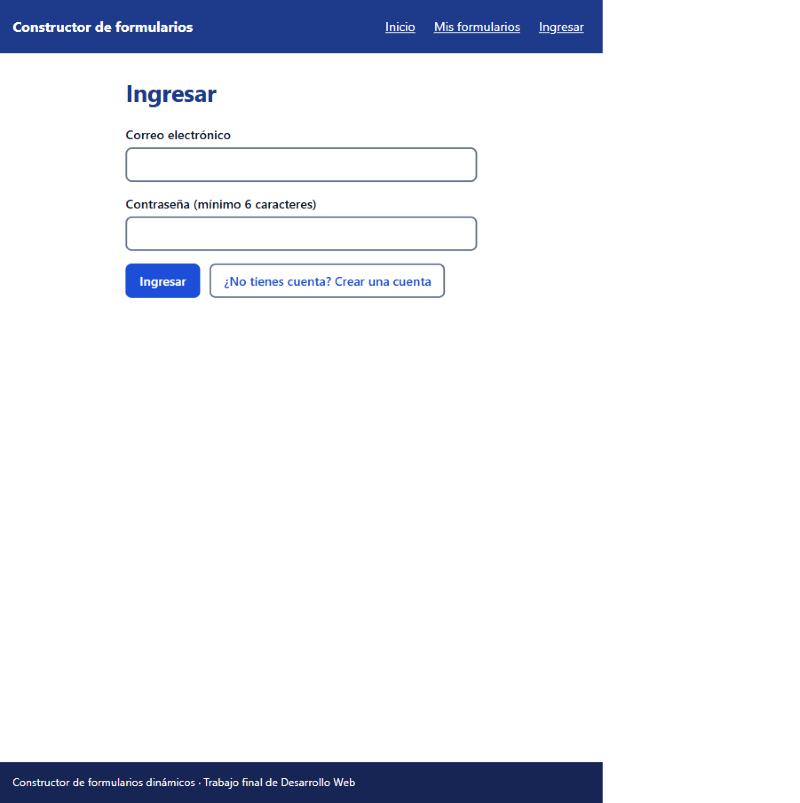 Constructor de formularios
Inicio Mis formularios Ingresar
Ingresar
Correo electrónico
Contraseña (mínimo 6 caracteres)
Ingresar ¿No tienes cuenta? Crear una cuenta
Constructor de formularios dinámicos · Trabajo final de Desarrollo Web